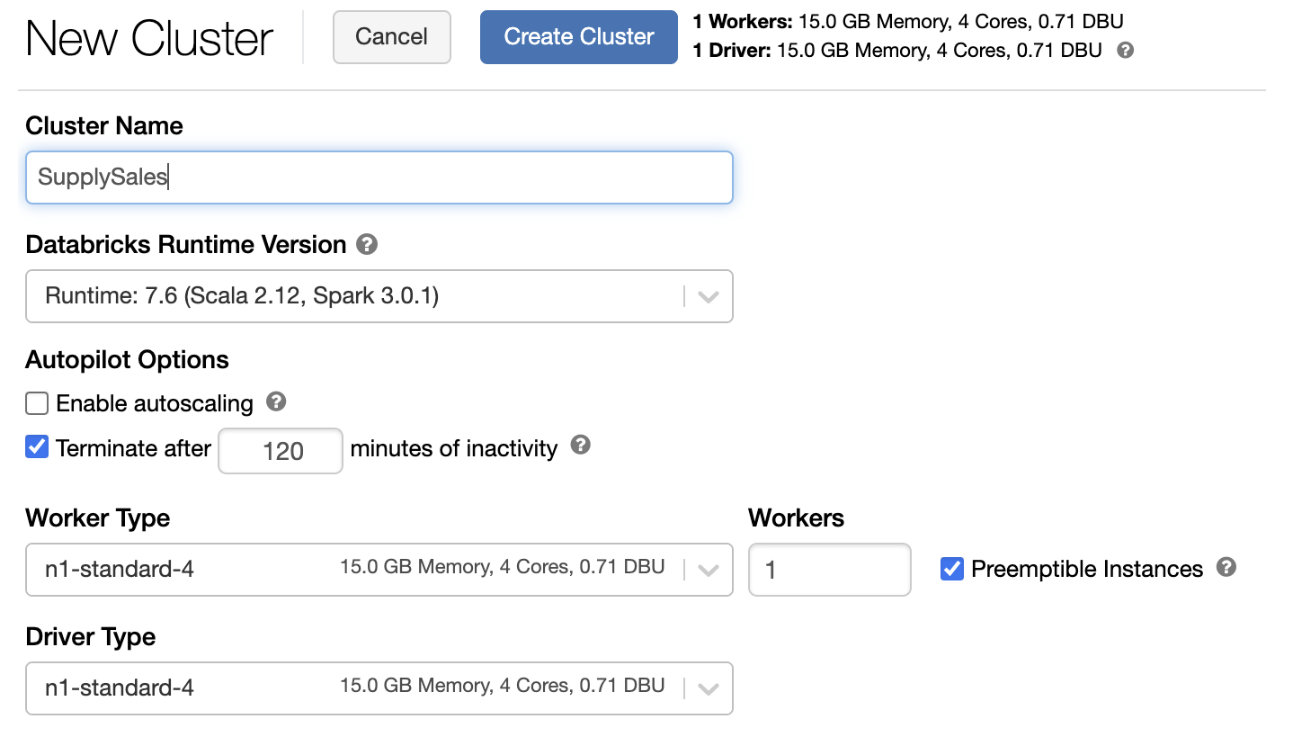 New Cluster
Cancel
Create Cluster
1 Workers: 15.0 GB Memory, 4 Cores, 0.71 DBU
1 Driver: 15.0 GB Memory, 4 Cores, 0.71 DBU ?
Cluster Name
SupplySales
Databricks Runtime Version ?
Runtime: 7.6 (Scala 2.12, Spark 3.0.1)
Autopilot Options
Enable autoscaling ?
Terminate after 120 minutes of inactivity ?
Worker Type
Workers
n1-standard-4 15.0 GB Memory, 4 Cores, 0.71 DBU
1
Preemptible Instances ?
Driver Type
n1-standard-4 15.0 GB Memory, 4 Cores, 0.71 DBU